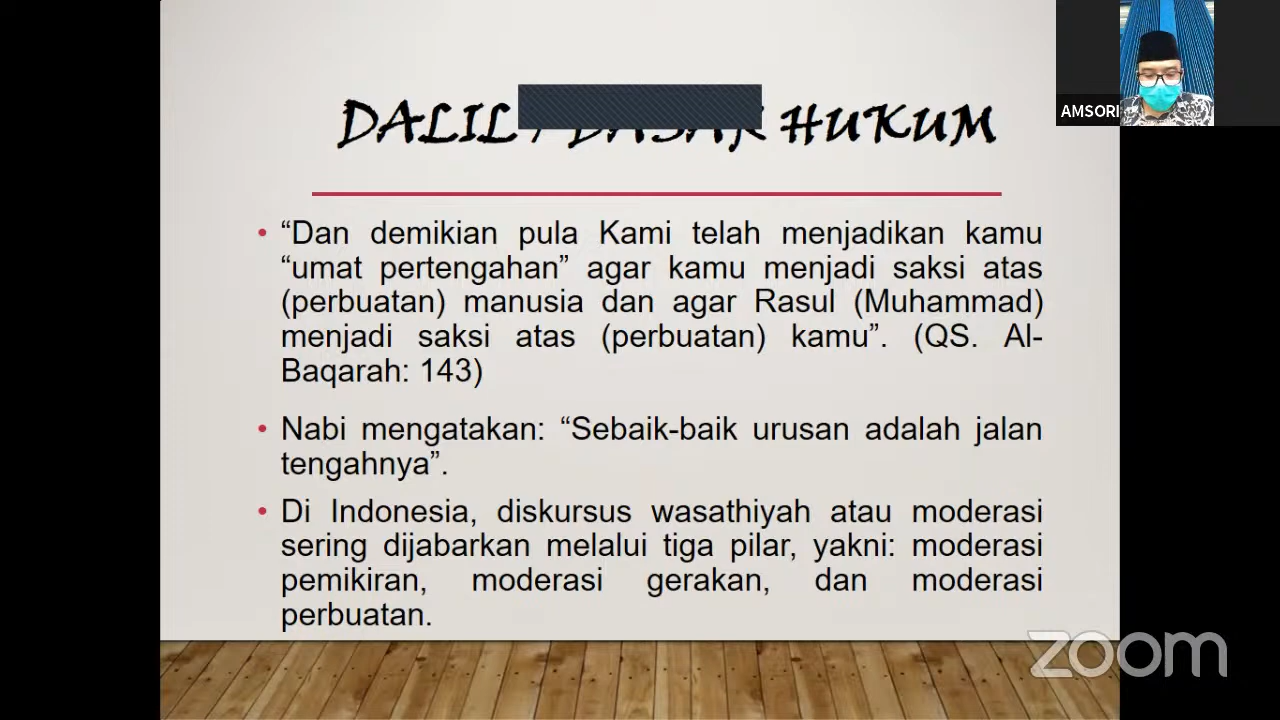 DALIL / DASAR HUKUM
• “Dan demikian pula Kami telah menjadikan kamu
“umat pertengahan” agar kamu menjadi saksi atas
(perbuatan) manusia dan agar Rasul (Muhammad)
menjadi saksi atas (perbuatan) kamu”. (QS. Al-
Baqarah: 143)
• Nabi mengatakan: “Sebaik-baik urusan adalah jalan
tengahnya”.
• Di Indonesia, diskursus wasathiyah atau moderasi
sering dijabarkan melalui tiga pilar, yakni: moderasi
pemikiran, moderasi gerakan, dan moderasi
perbuatan.
AMSORI
zoom